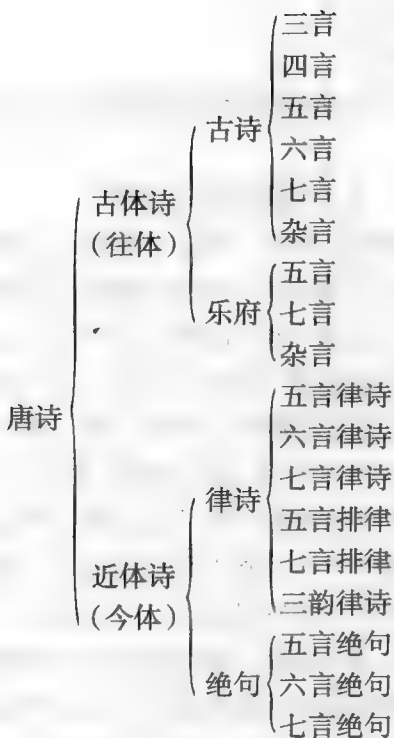 唐诗
古体诗
(往体)
古诗
三言
四言
五言
六言
七言
杂言
乐府
五言
七言
杂言
近体诗
(今体)
律诗
五言律诗
六言律诗
七言律诗
五言排律
七言排律
三韵律诗
绝句
五言绝句
六言绝句
七言绝句